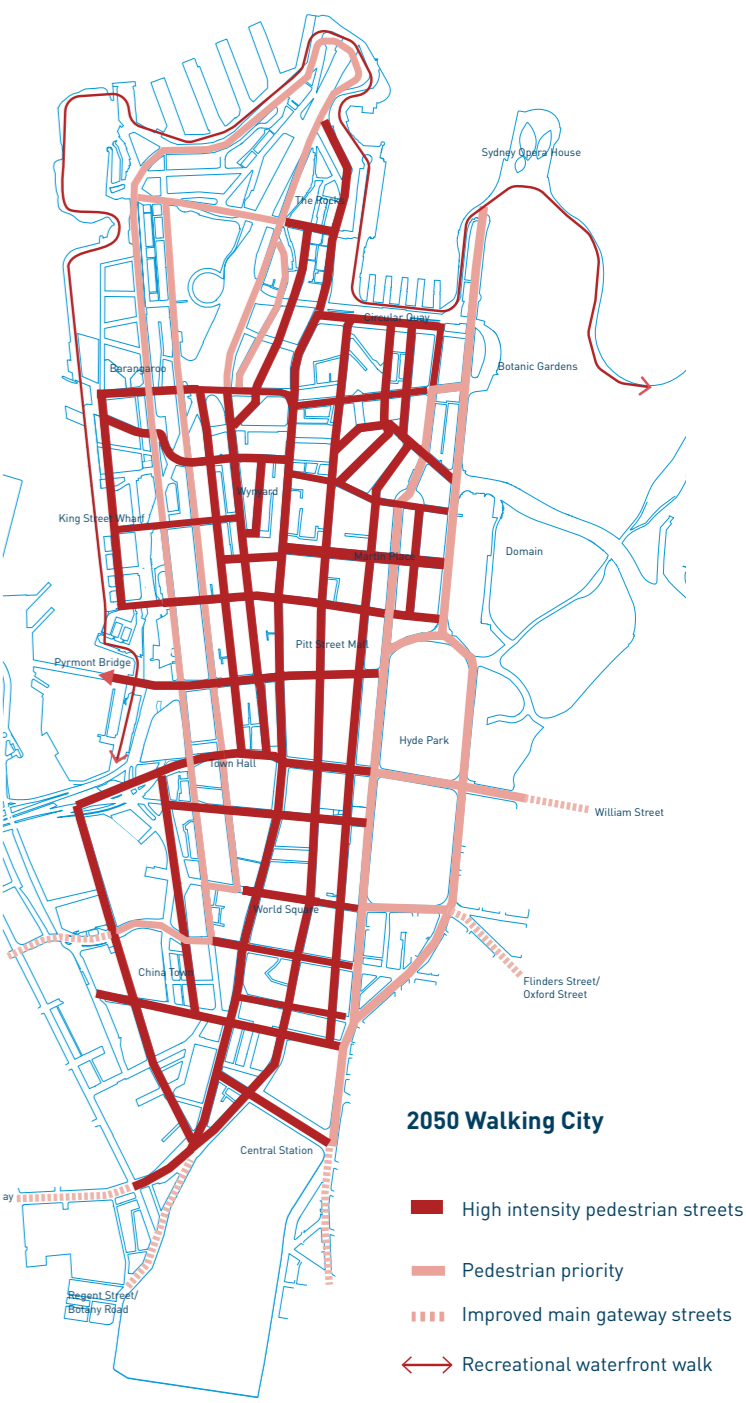 Sydney Opera House
The Rocks
Circular Quay
Barangaroo
Botanic Gardens
Wynyard
King Street Wharf
Martin Place
Domain
Pitt Street Mall
Pyrmont Bridge
Hyde Park
Town Hall
William Street
World Square
China Town
Flinders Street/
Oxford Street
2050 Walking City
Central Station
ay
High intensity pedestrian streets
Pedestrian priority
Regent Street/
Botany Road
Improved main gateway streets
Recreational waterfront walk